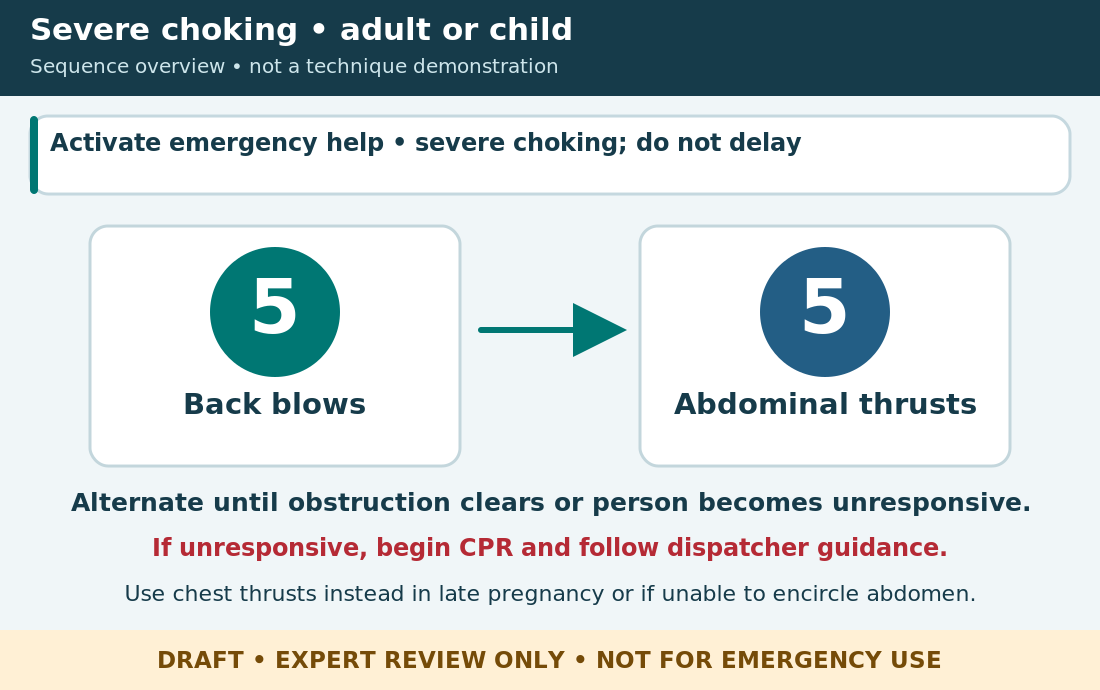 Severe choking • adult or child
Sequence overview • not a technique demonstration
Activate emergency help • severe choking; do not delay
5
Back blows
5
Abdominal thrusts
Alternate until obstruction clears or person becomes unresponsive.
If unresponsive, begin CPR and follow dispatcher guidance.
Use chest thrusts instead in late pregnancy or if unable to encircle abdomen.
DRAFT • EXPERT REVIEW ONLY • NOT FOR EMERGENCY USE